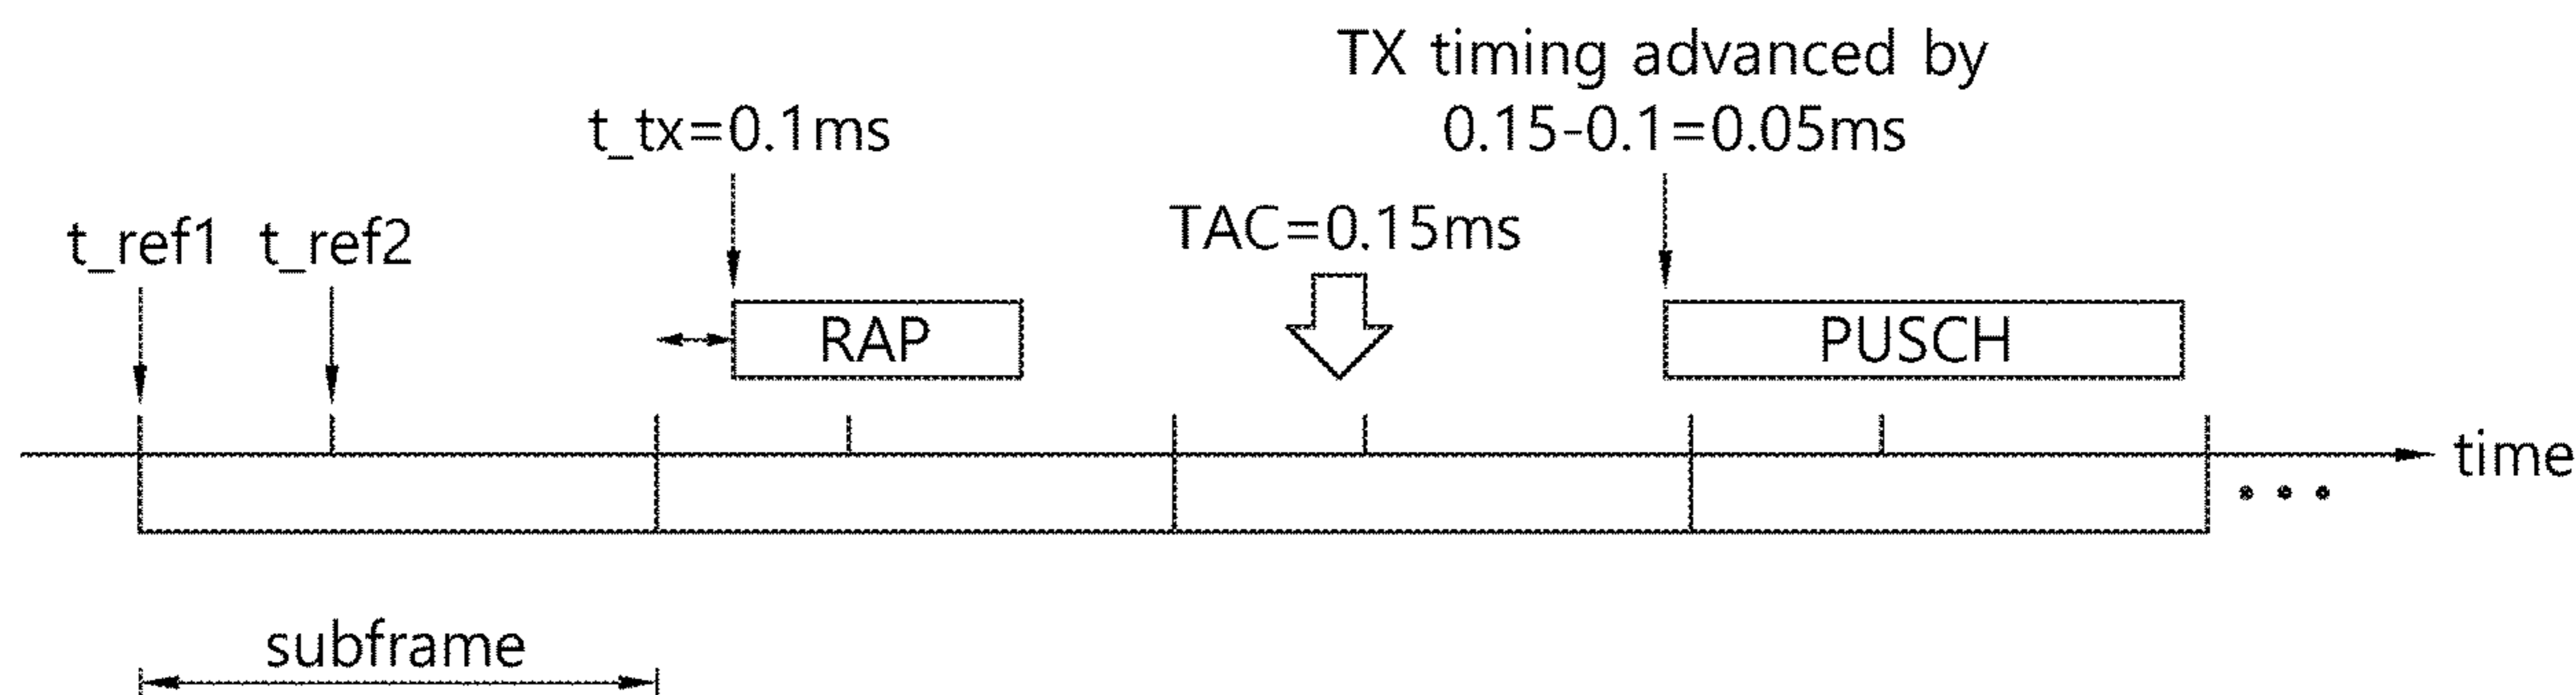 TX timing advanced by
0.15-0.1=0.05ms
t_tx=0.1ms
TAC=0.15ms
t_ref1 t_ref2
RAP
PUSCH
time
subframe